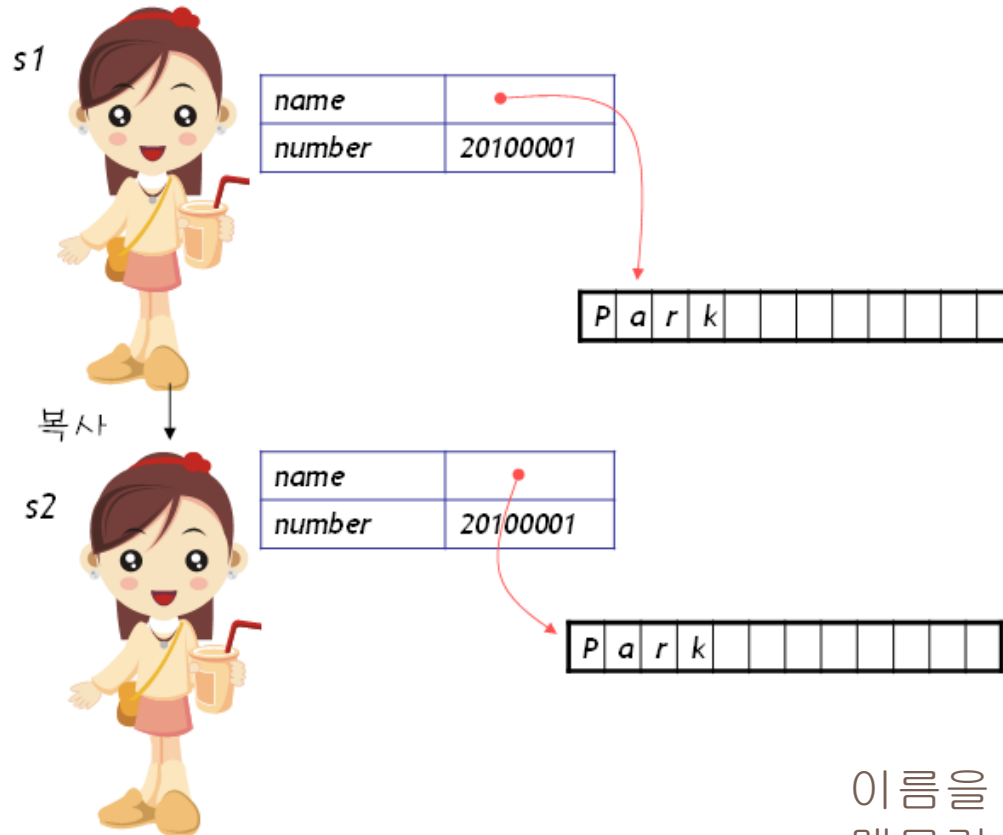 s1
name
number 20100001
P a r k
복사
s2
name
number 20100001
P a r k
이름을